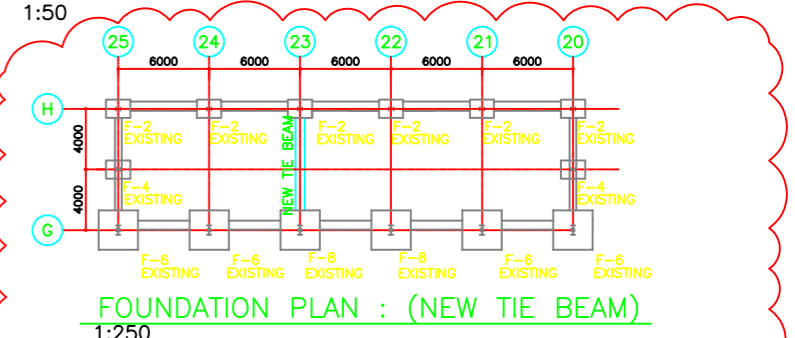 1:50
25 24 23 22 21 20
6000 6000 6000 6000 6000
H
F-2 F-2 F-2 F-2 F-2 F-2
EXISTING EXISTING EXISTING EXISTING EXISTING EXISTING
4000
NEW TIE BEAM
F-4 F-4
EXISTING EXISTING
4000
G
F-6 F-6 F-8 F-8 F-6 F-6
EXISTING EXISTING EXISTING EXISTING EXISTING EXISTING
FOUNDATION PLAN : (NEW TIE BEAM)
1:250